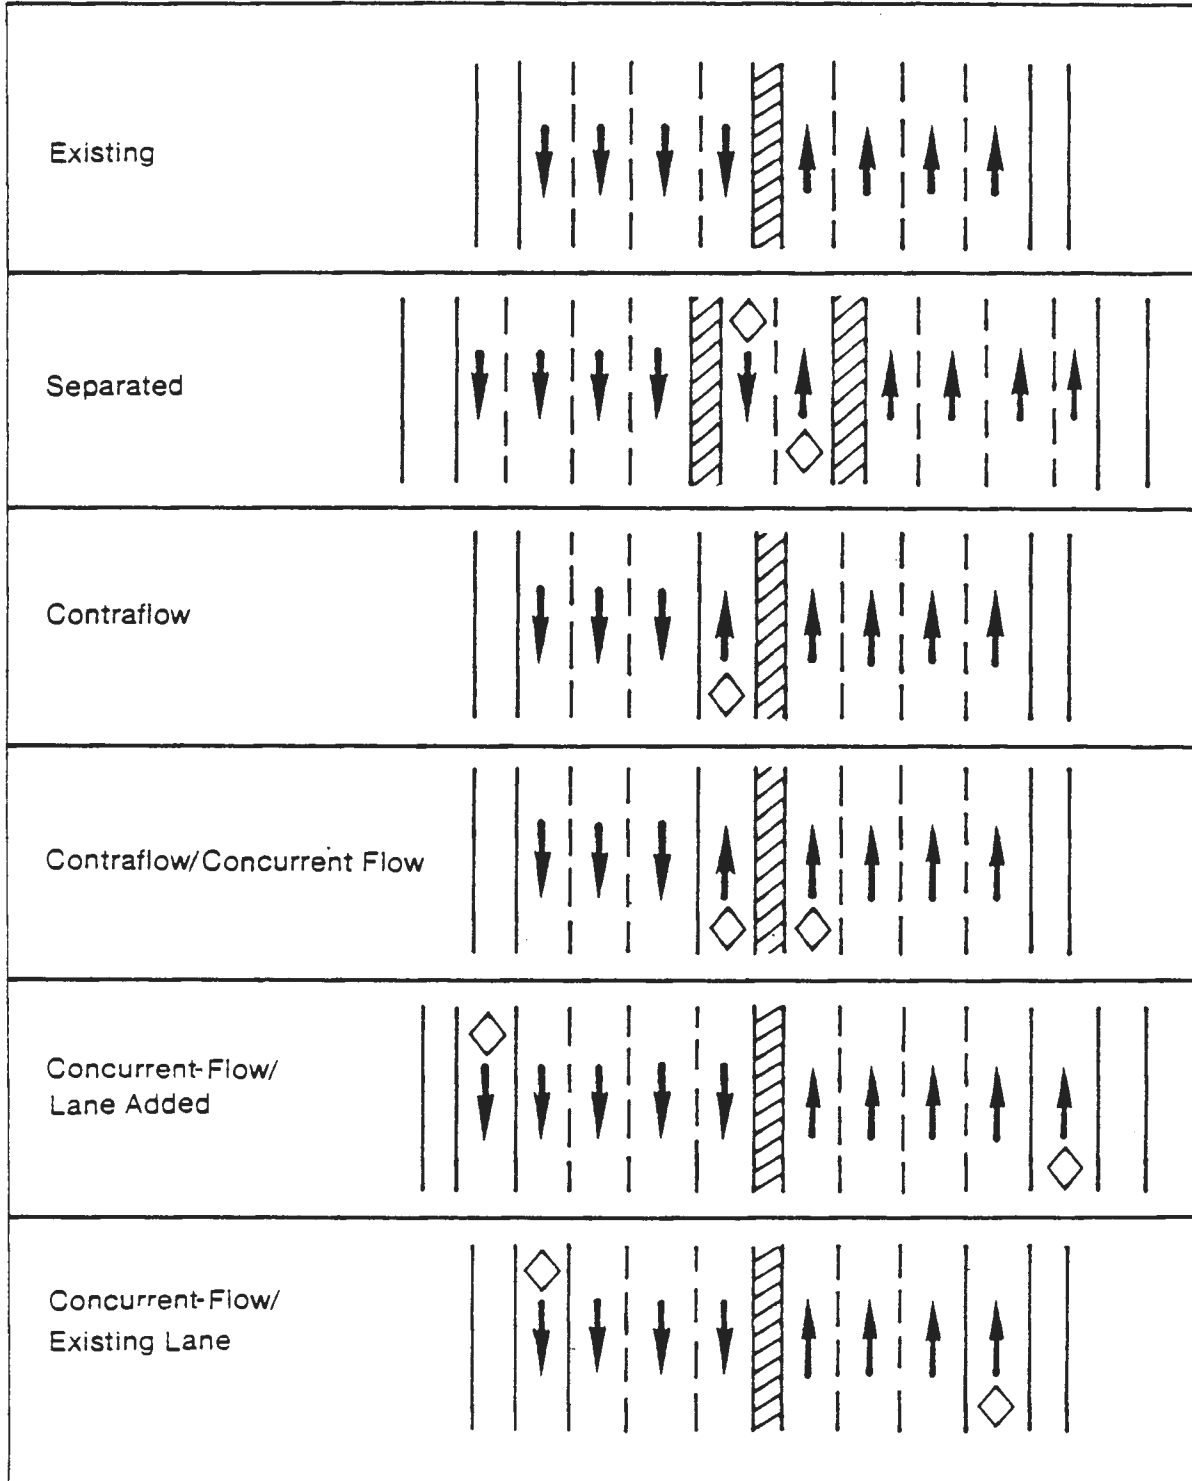 Existing
Separated
Contraflow
Contraflow/Concurrent Flow
Concurrent-Flow/
Lane Added
Concurrent-Flow/
Existing Lane